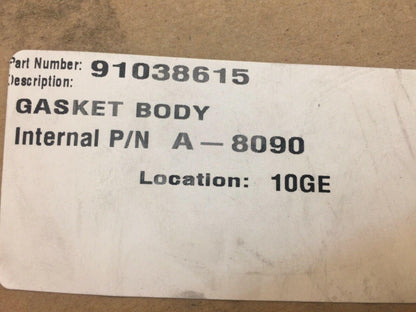 Part Number: 91038615
Description:
GASKET BODY
Internal P/N A-8090
Location: 10GE